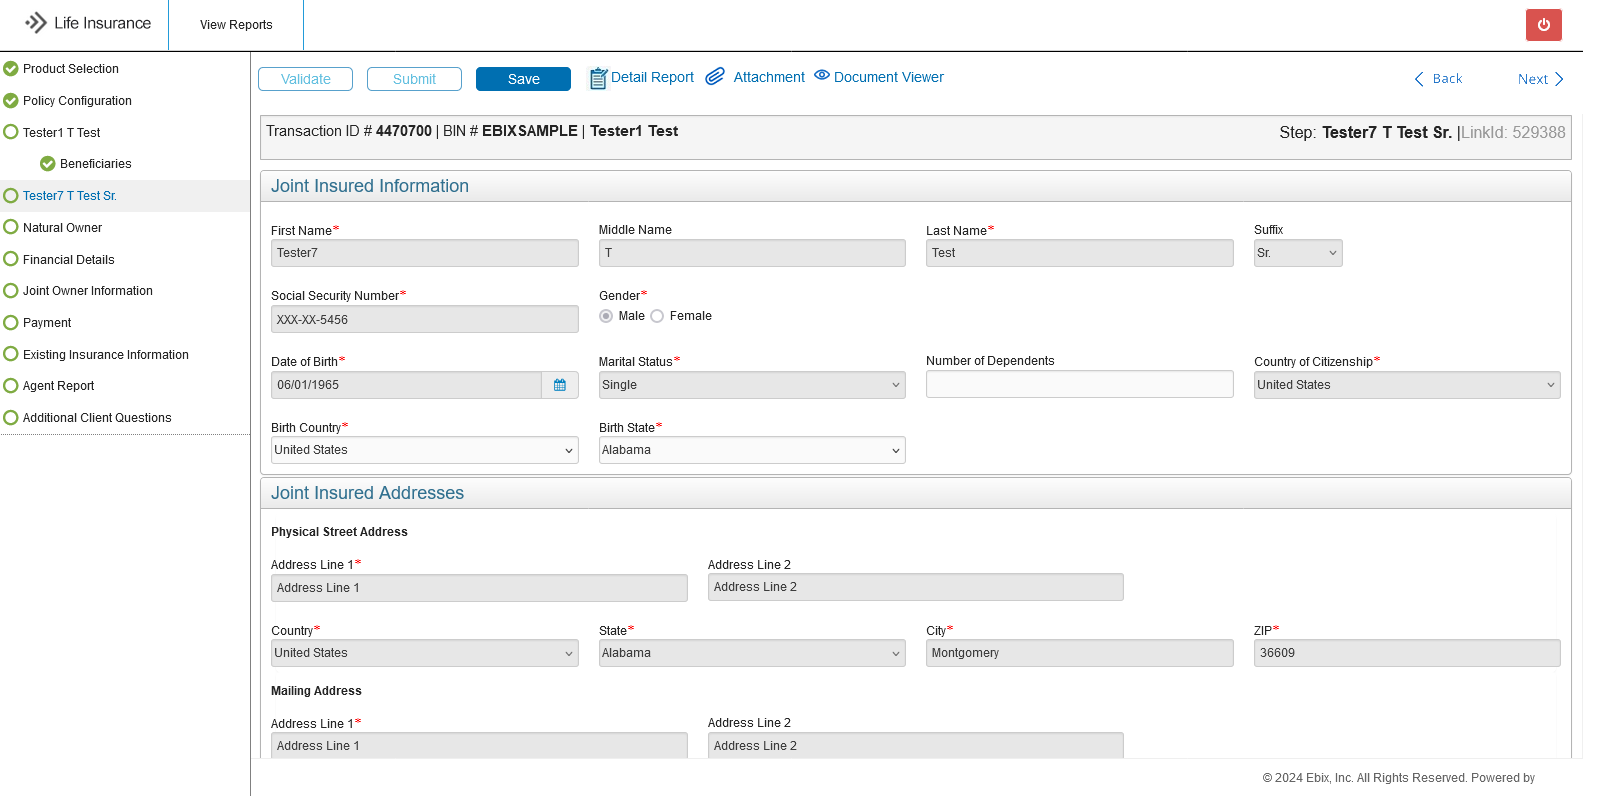 Life Insurance
View Reports
Product Selection
Policy Configuration
Tester1 T Test
Beneficiaries
Tester7 T Test Sr.
Natural Owner
Financial Details
Joint Owner Information
Payment
Existing Insurance Information
Agent Report
Additional Client Questions
Validate Submit Save Detail Report Attachment Document Viewer Back Next
Transaction ID # 4470700 | BIN # EBIXSAMPLE | Tester1 Test Step: Tester7 T Test Sr. |LinkId: 529388
Joint Insured Information
First Name* Middle Name Last Name* Suffix
Tester7 T Test Sr.
Social Security Number* Gender*
XXX-XX-5456 Male Female
Date of Birth* Marital Status* Number of Dependents Country of Citizenship*
06/01/1965 Single United States
Birth Country* Birth State*
United States Alabama
Joint Insured Addresses
Physical Street Address
Address Line 1* Address Line 2
Address Line 1 Address Line 2
Country* State* City* ZIP*
United States Alabama Montgomery 36609
Mailing Address
Address Line 1* Address Line 2
Address Line 1 Address Line 2
© 2024 Ebix, Inc. All Rights Reserved. Powered by